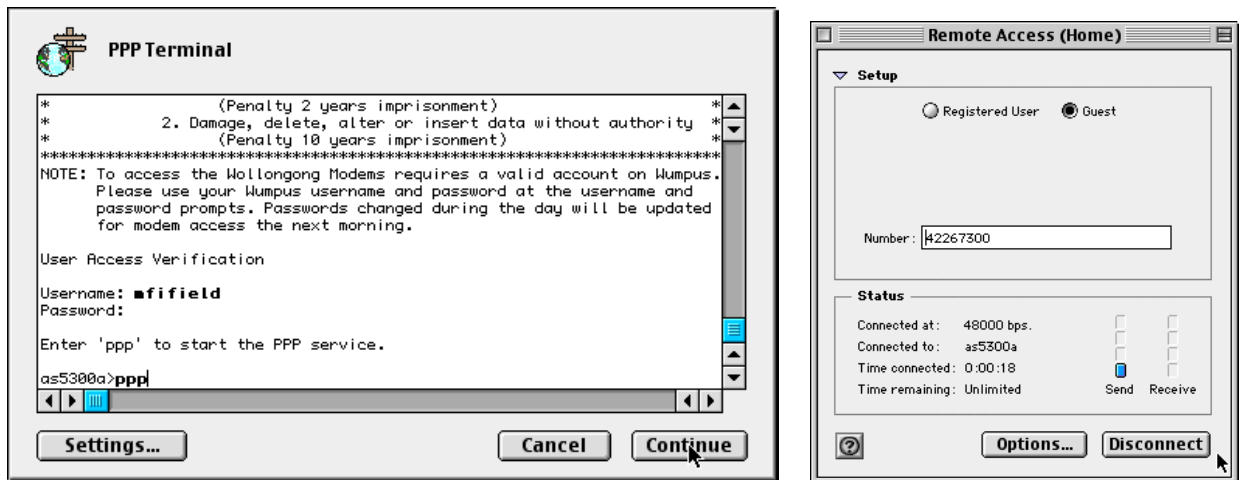 PPP Terminal
* (Penalty 2 years imprisonment) *
* 2. Damage, delete, alter or insert data without authority *
* (Penalty 10 years imprisonment) *
*************************************************************************
NOTE: To access the Wollongong Modems requires a valid account on Wumpus.
Please use your Wumpus username and password at the username and
password prompts. Passwords changed during the day will be updated
for modem access the next morning.
User Access Verification
Username: mfifield
Password:
Enter 'ppp' to start the PPP service.
as5300a>ppp
Settings...
Cancel
Continue
Remote Access (Home)
Setup
Registered User
Guest
Number: 42267300
Status
Connected at: 48000 bps.
Connected to: as5300a
Time connected: 0:00:18
Time remaining: Unlimited
Send Receive
?
Options...
Disconnect